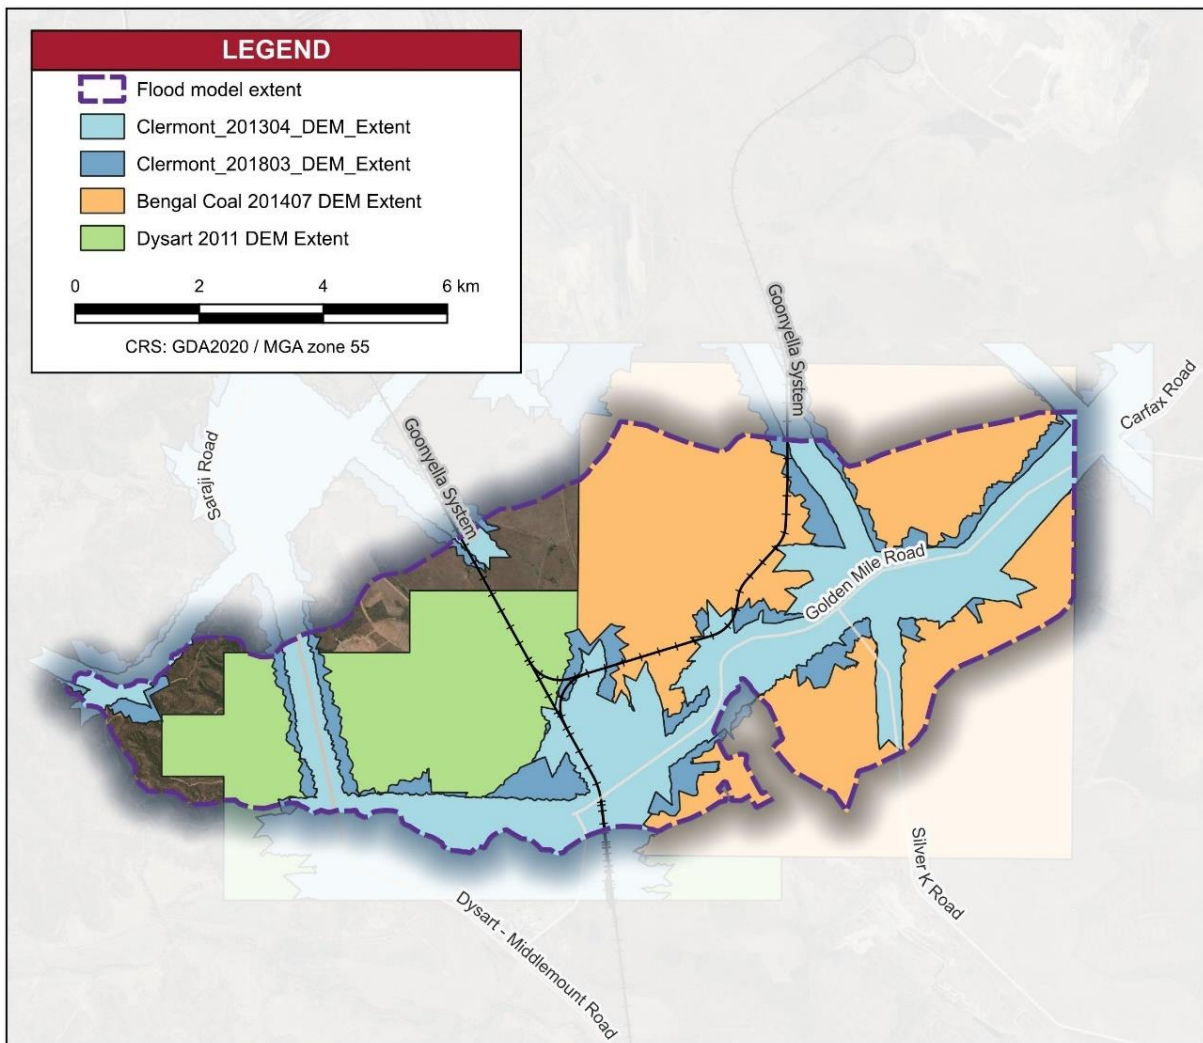 LEGEND
Flood model extent
Clermont_201304_DEM_Extent
Clermont_201803_DEM_Extent
Bengal Coal 201407 DEM Extent
Dysart 2011 DEM Extent
0 2 4 6 km
CRS: GDA2020 / MGA zone 55
Goonyella System
Carfax Road
Saraji Road
Goonyella System
Golden Mile Road
Silver K Road
Dysart - Middlemount Road